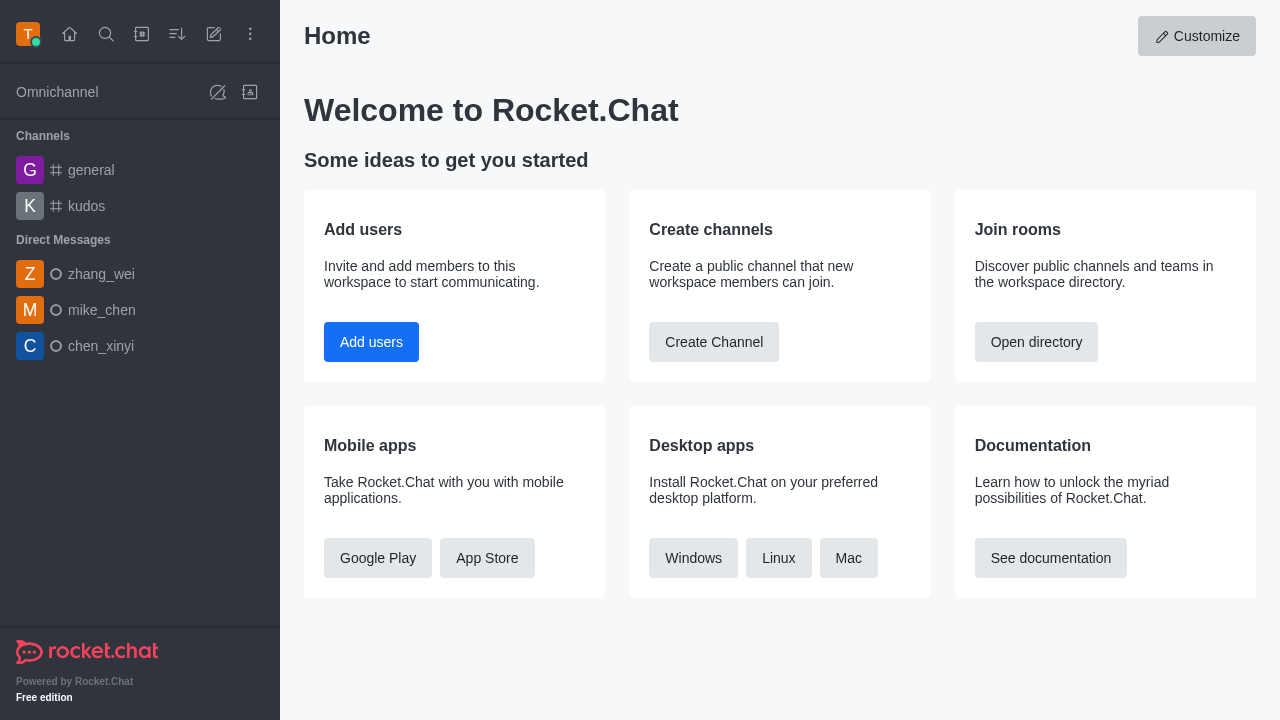 T
Home
Customize
Omnichannel
Channels
G general
K kudos
Direct Messages
Z zhang_wei
M mike_chen
C chen_xinyi
rocket.chat
Powered by Rocket.Chat
Free edition
Welcome to Rocket.Chat
Some ideas to get you started
Add users
Invite and add members to this
workspace to start communicating.
Add users
Create channels
Create a public channel that new
workspace members can join.
Create Channel
Join rooms
Discover public channels and teams in
the workspace directory.
Open directory
Mobile apps
Take Rocket.Chat with you with mobile
applications.
Google Play App Store
Desktop apps
Install Rocket.Chat on your preferred
desktop platform.
Windows Linux Mac
Documentation
Learn how to unlock the myriad
possibilities of Rocket.Chat.
See documentation